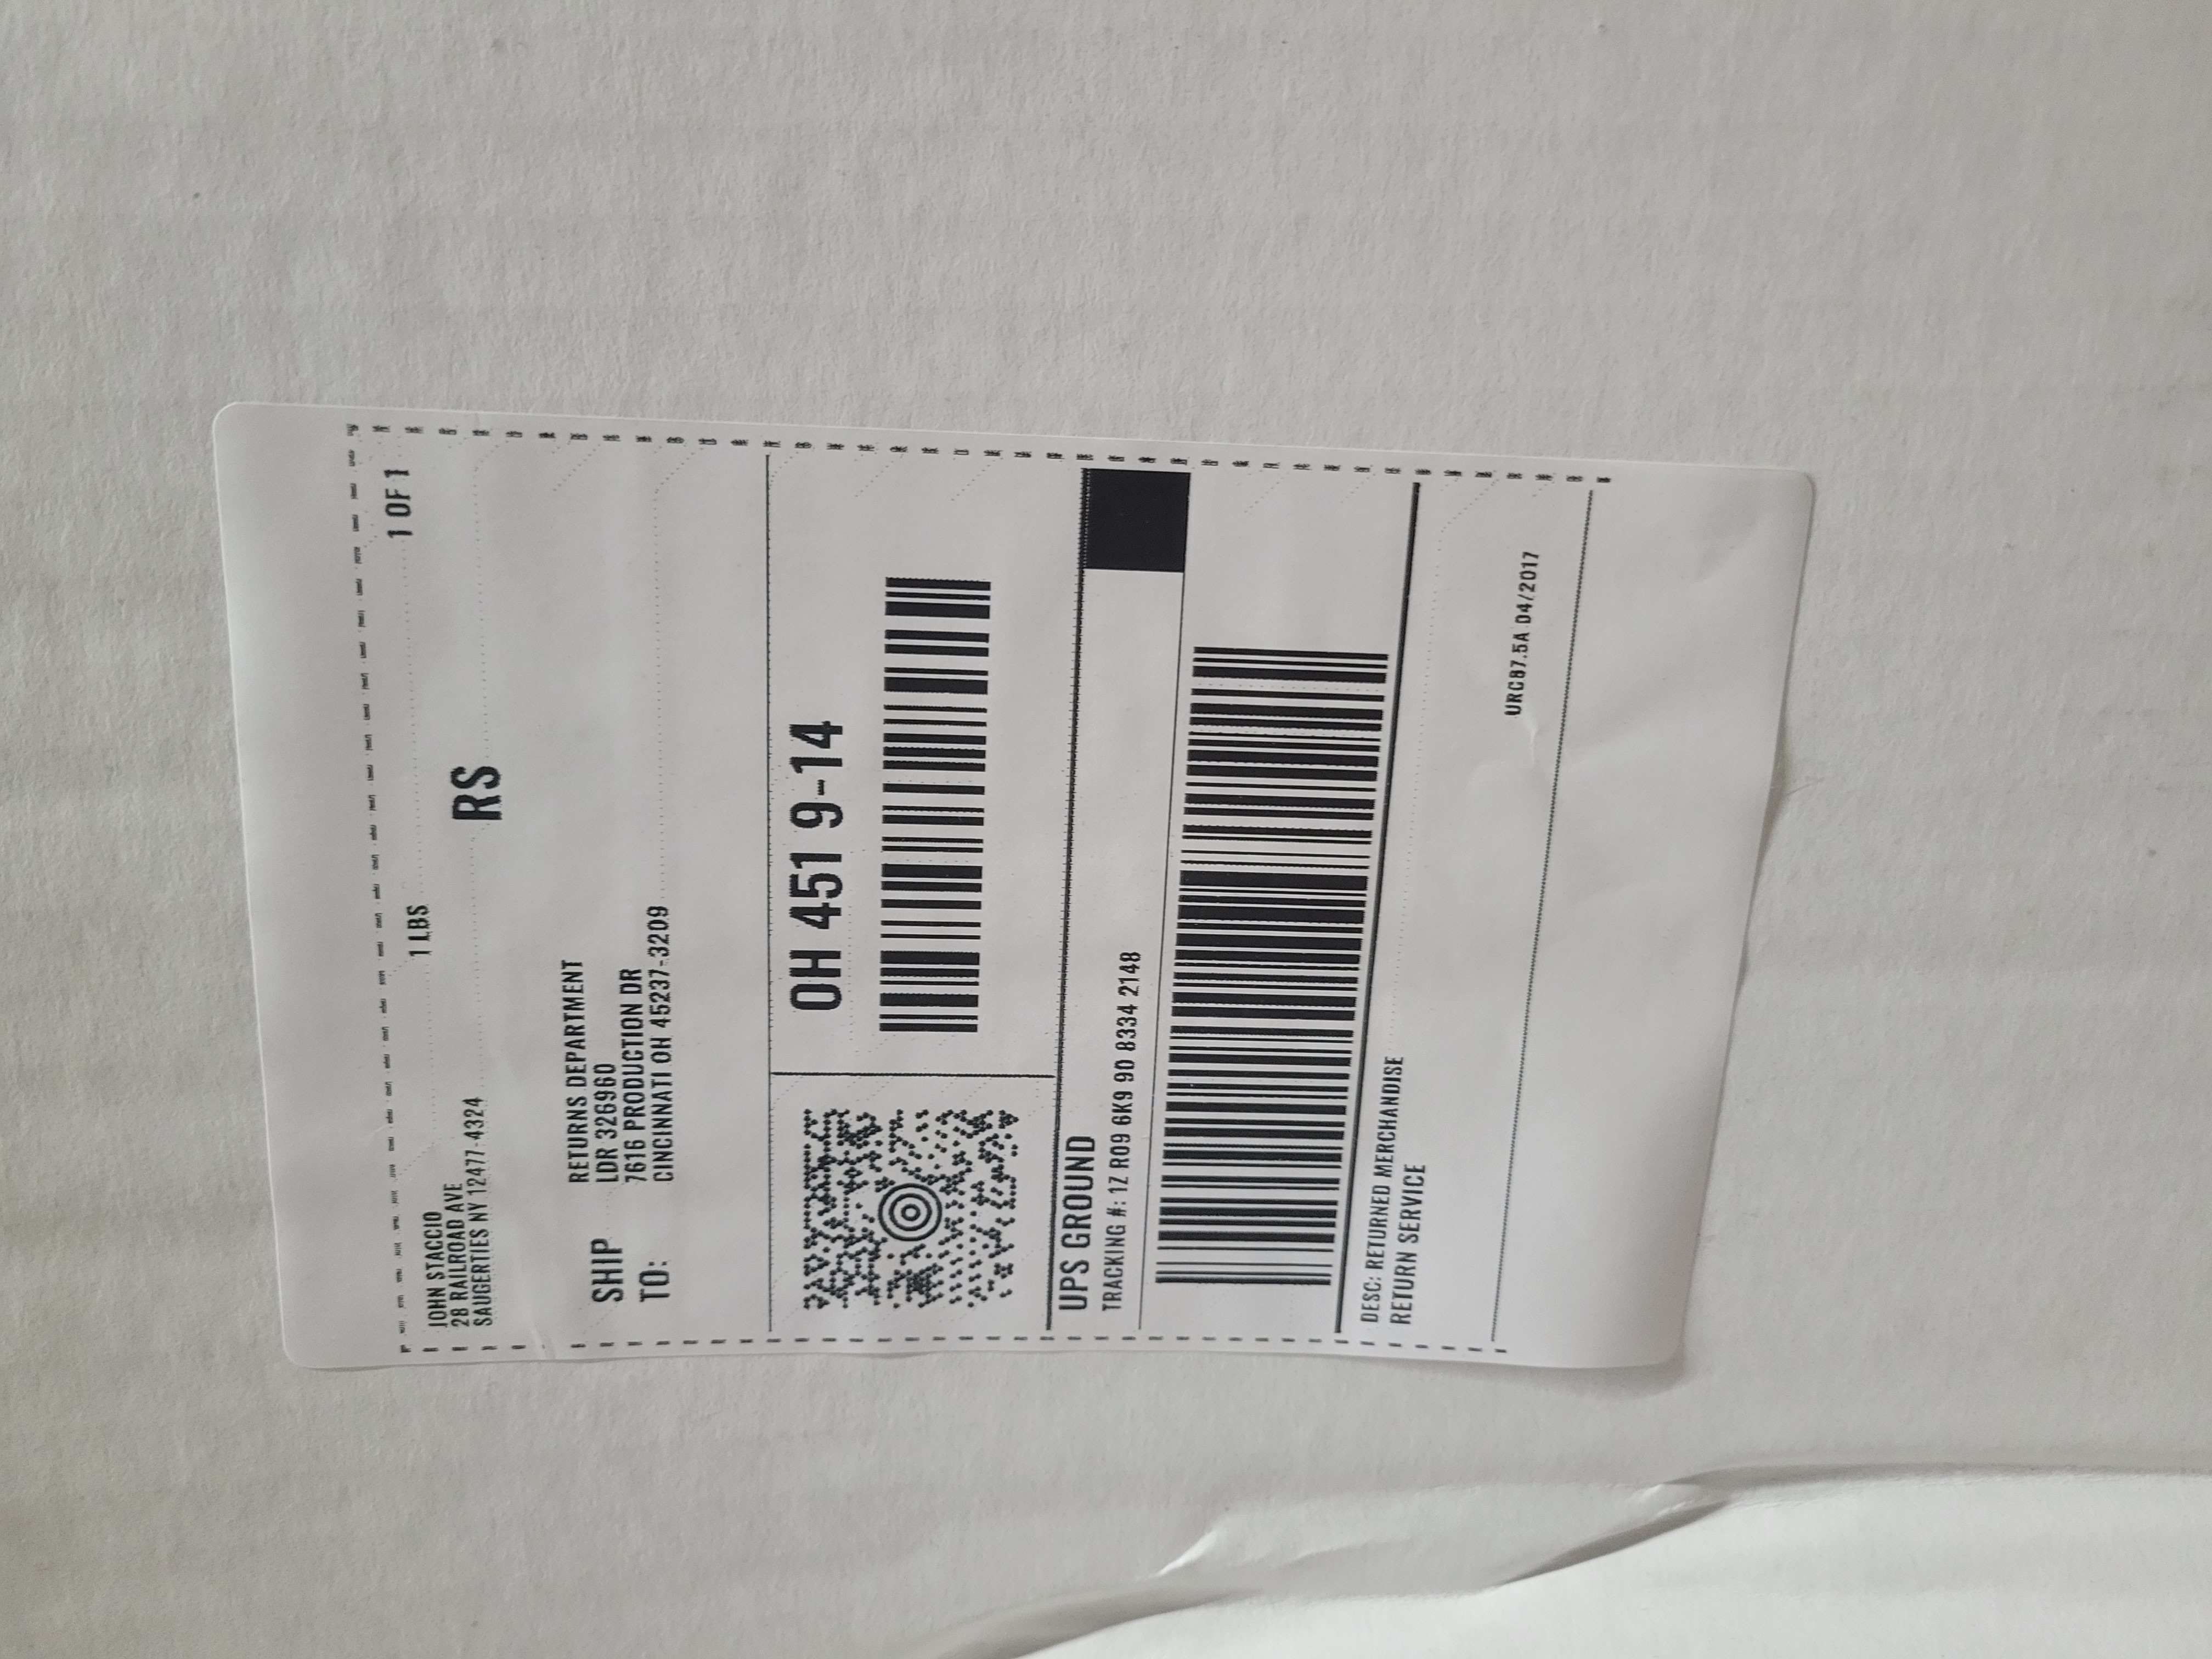 JOHN STACCIO
28 RAILROAD AVE
SAUGERTIES NY 12477-4324
1 LBS
1 OF 1
RS
SHIP
TO:
RETURNS DEPARTMENT
LDR 326960
7616 PRODUCTION DR
CINCINNATI OH 45237-3209
OH 451 9-14
UPS GROUND
TRACKING #: 1Z R09 6K9 90 8334 2148
DESC: RETURNED MERCHANDISE
RETURN SERVICE
URC87.5A 04/2017